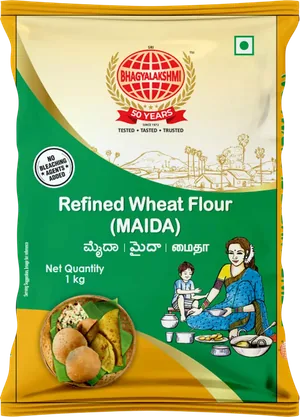 SRI
BHAGYALAKSHMI
50 YEARS
SINCE 1973
TESTED • TASTED • TRUSTED
NO
BLEACHING
AGENTS
ADDED
Refined Wheat Flour
(MAIDA)
ಮೈದಾ | మైదా | மைதா
Net Quantity
1 kg